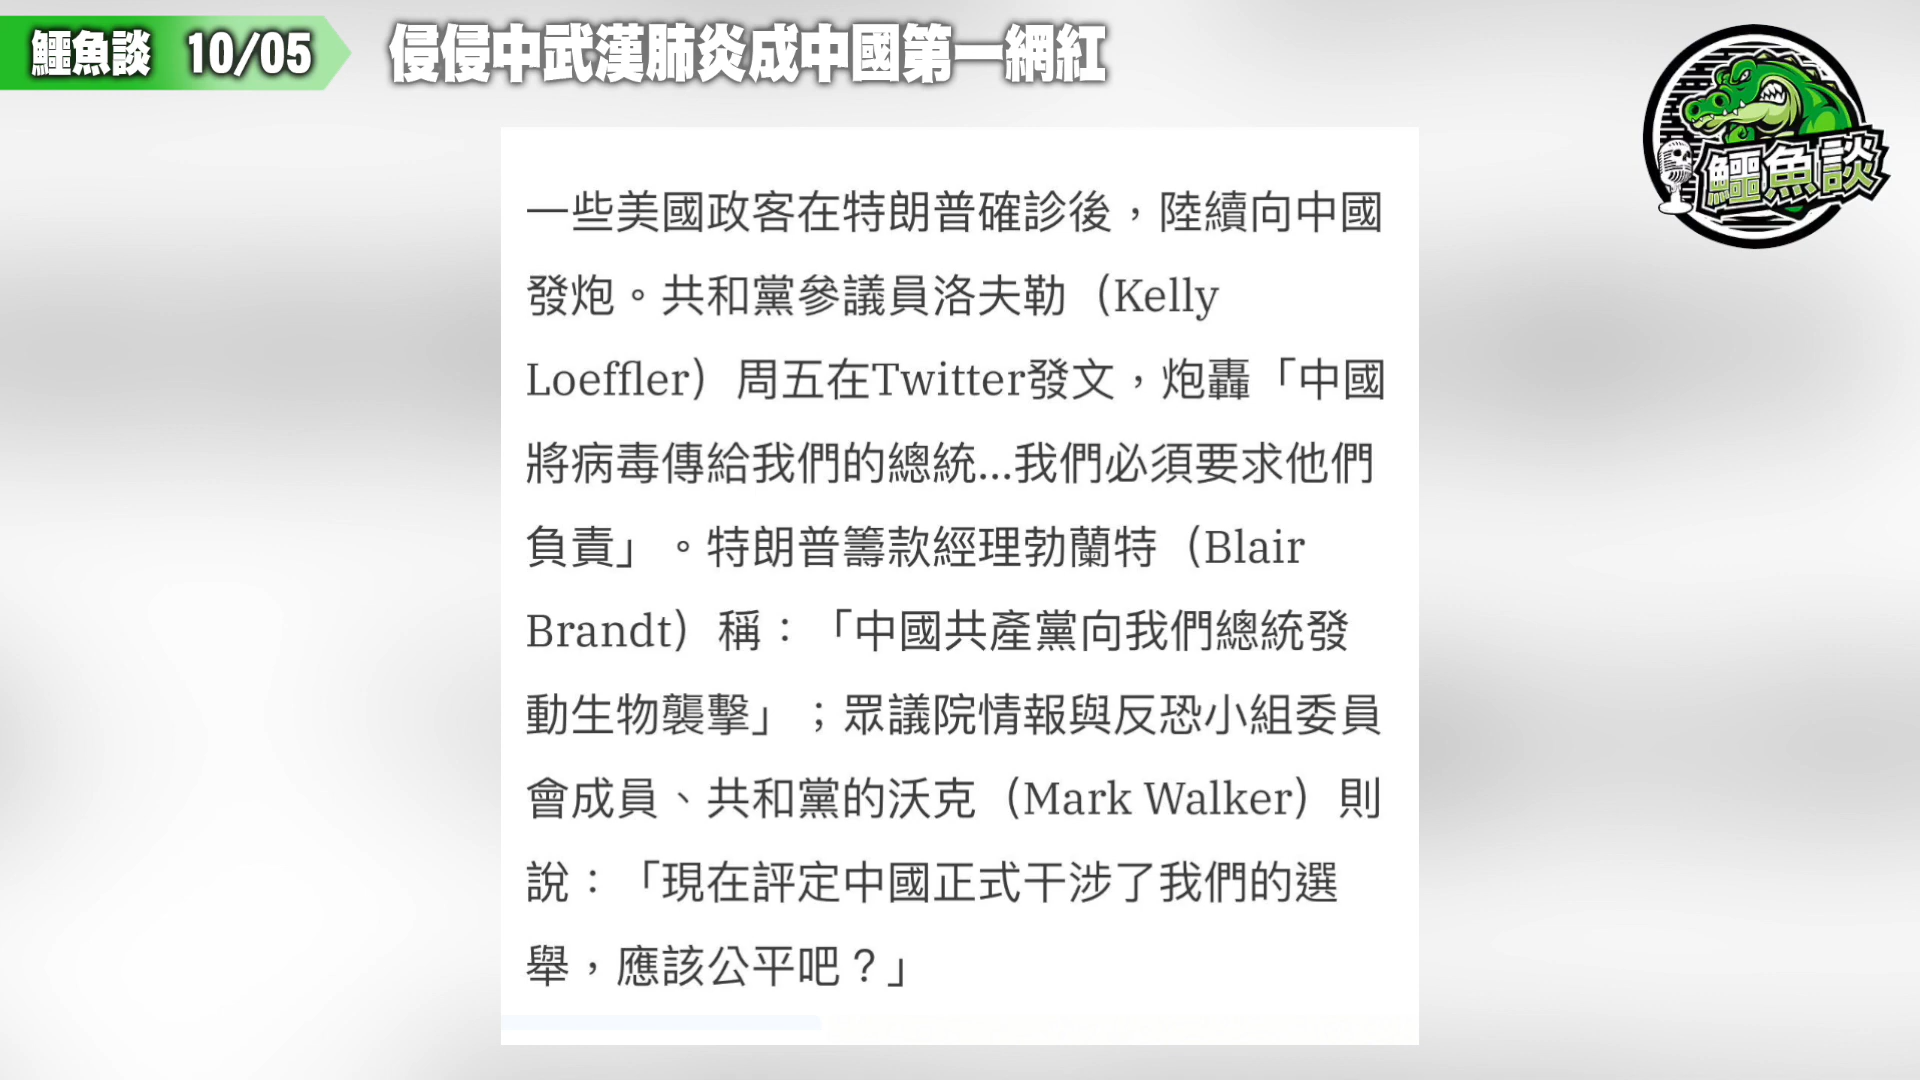 鱷魚談 10/05
侵侵中武漢肺炎成中國第一網紅
鱷魚談
一些美國政客在特朗普確診後，陸續向中國
發炮。共和黨參議員洛夫勒（Kelly
Loeffler）周五在Twitter發文，炮轟「中國
將病毒傳給我們的總統...我們必須要求他們
負責」。特朗普籌款經理勃蘭特（Blair
Brandt）稱：「中國共產黨向我們總統發
動生物襲擊」；眾議院情報與反恐小組委員
會成員、共和黨的沃克（Mark Walker）則
說：「現在評定中國正式干涉了我們的選
舉，應該公平吧？」